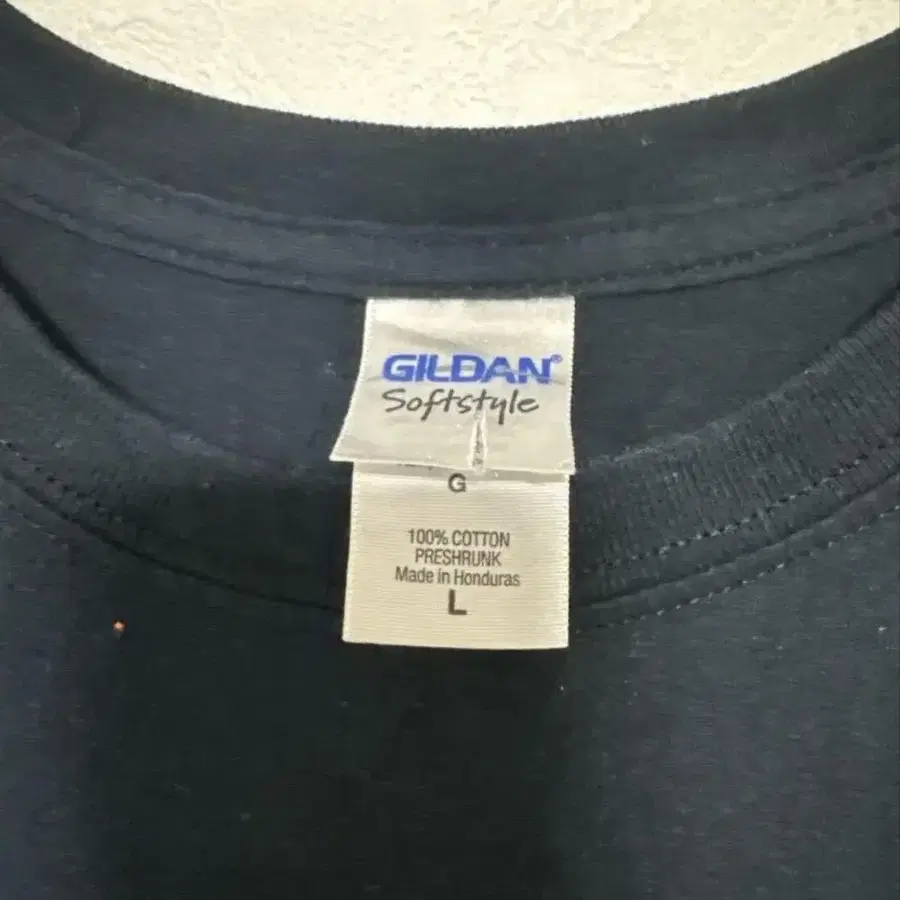 GILDAN®
Softstyle
G
100% COTTON
PRESHRUNK
Made in Honduras
L